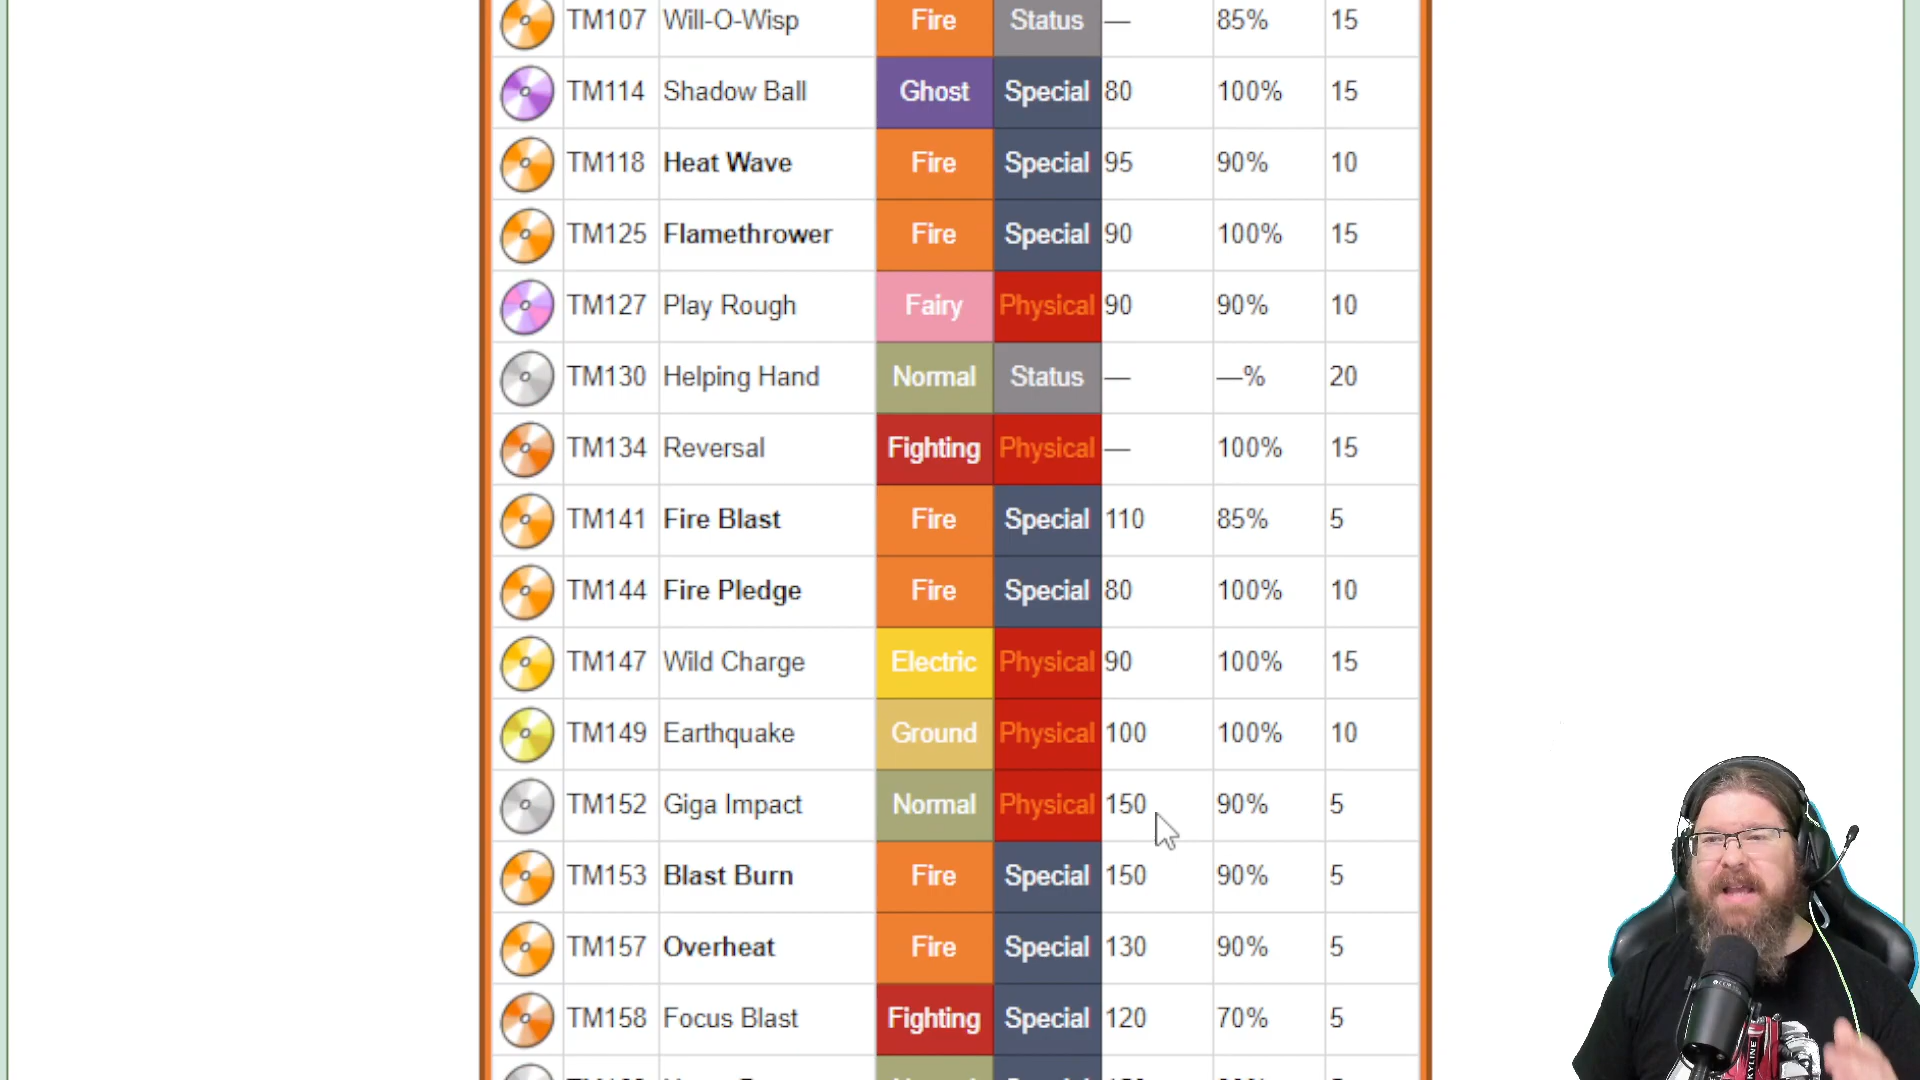 TM107 Will-O-Wisp Fire Status — 85% 15
TM114 Shadow Ball Ghost Special 80 100% 15
TM118 Heat Wave Fire Special 95 90% 10
TM125 Flamethrower Fire Special 90 100% 15
TM127 Play Rough Fairy Physical 90 90% 10
TM130 Helping Hand Normal Status — —% 20
TM134 Reversal Fighting Physical — 100% 15
TM141 Fire Blast Fire Special 110 85% 5
TM144 Fire Pledge Fire Special 80 100% 10
TM147 Wild Charge Electric Physical 90 100% 15
TM149 Earthquake Ground Physical 100 100% 10
TM152 Giga Impact Normal Physical 150 90% 5
TM153 Blast Burn Fire Special 150 90% 5
TM157 Overheat Fire Special 130 90% 5
TM158 Focus Blast Fighting Special 120 70% 5
KYLINE